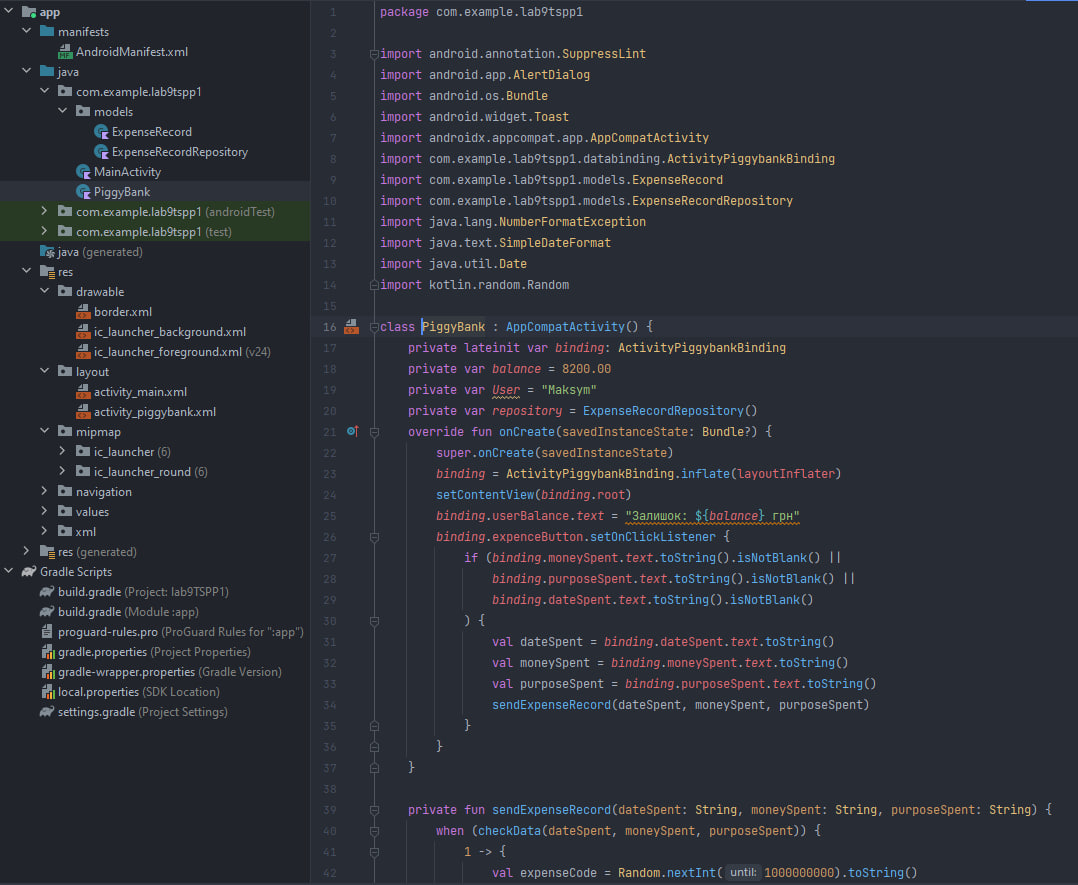 app
manifests
AndroidManifest.xml
java
com.example.lab9tspp1
models
ExpenseRecord
ExpenseRecordRepository
MainActivity
PiggyBank
com.example.lab9tspp1 (androidTest)
com.example.lab9tspp1 (test)
java (generated)
res
drawable
border.xml
ic_launcher_background.xml
ic_launcher_foreground.xml (v24)
layout
activity_main.xml
activity_piggybank.xml
mipmap
ic_launcher (6)
ic_launcher_round (6)
navigation
values
xml
res (generated)
Gradle Scripts
build.gradle (Project: lab9TSPP1)
build.gradle (Module :app)
proguard-rules.pro (ProGuard Rules for ":app")
gradle.properties (Project Properties)
gradle-wrapper.properties (Gradle Version)
local.properties (SDK Location)
settings.gradle (Project Settings)
1 package com.example.lab9tspp1
2
3 import android.annotation.SuppressLint
4 import android.app.AlertDialog
5 import android.os.Bundle
6 import android.widget.Toast
7 import androidx.appcompat.app.AppCompatActivity
8 import com.example.lab9tspp1.databinding.ActivityPiggybankBinding
9 import com.example.lab9tspp1.models.ExpenseRecord
10 import com.example.lab9tspp1.models.ExpenseRecordRepository
11 import java.lang.NumberFormatException
12 import java.text.SimpleDateFormat
13 import java.util.Date
14 import kotlin.random.Random
15
16 class PiggyBank : AppCompatActivity() {
17 private lateinit var binding: ActivityPiggybankBinding
18 private var balance = 8200.00
19 private var User = "Maksym"
20 private var repository = ExpenseRecordRepository()
21 override fun onCreate(savedInstanceState: Bundle?) {
22 super.onCreate(savedInstanceState)
23 binding = ActivityPiggybankBinding.inflate(layoutInflater)
24 setContentView(binding.root)
25 binding.userBalance.text = "Залишок: ${balance} грн"
26 binding.expenceButton.setOnClickListener {
27 if (binding.moneySpent.text.toString().isNotBlank() ||
28 binding.purposeSpent.text.toString().isNotBlank() ||
29 binding.dateSpent.text.toString().isNotBlank()
30 ) {
31 val dateSpent = binding.dateSpent.text.toString()
32 val moneySpent = binding.moneySpent.text.toString()
33 val purposeSpent = binding.purposeSpent.text.toString()
34 sendExpenseRecord(dateSpent, moneySpent, purposeSpent)
35 }
36 }
37 }
38
39 private fun sendExpenseRecord(dateSpent: String, moneySpent: String, purposeSpent: String) {
40 when (checkData(dateSpent, moneySpent, purposeSpent)) {
41 1 -> {
42 val expenseCode = Random.nextInt( until: 1000000000).toString()